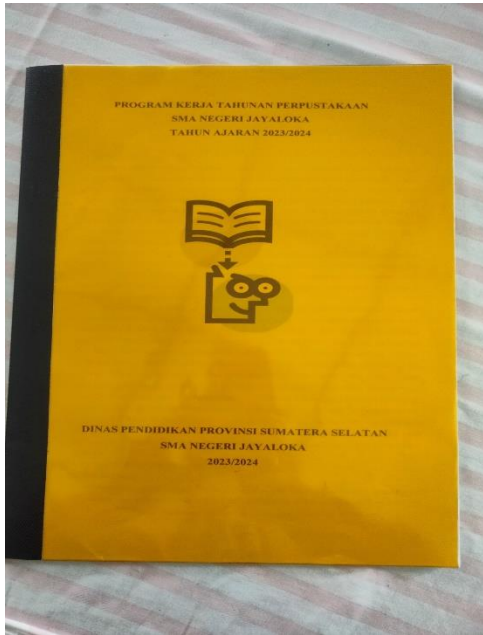 PROGRAM KERJA TAHUNAN PERPUSTAKAAN
SMA NEGERI JAYALOKA
TAHUN AJARAN 2023/2024
DINAS PENDIDIKAN PROVINSI SUMATERA SELATAN
SMA NEGERI JAYALOKA
2023/2024